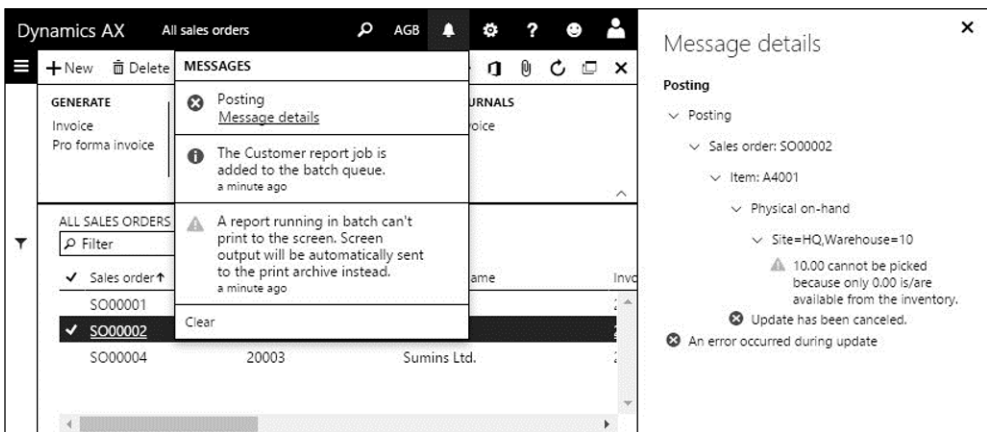 Dynamics AX All sales orders AGB ?
+ New Delete
GENERATE
Invoice
Pro forma invoice
URNALS
oice
MESSAGES
Posting
Message details
The Customer report job is
added to the batch queue.
a minute ago
A report running in batch can't
print to the screen. Screen
output will be automatically sent
to the print archive instead.
a minute ago
Clear
ALL SALES ORDERS
Filter
Sales order ame Invo
SO00001
SO00002
SO00004 20003 Sumins Ltd.
Message details
Posting
Posting
Sales order: SO00002
Item: A4001
Physical on-hand
Site=HQ,Warehouse=10
10.00 cannot be picked
because only 0.00 is/are
available from the inventory.
Update has been canceled.
An error occurred during update